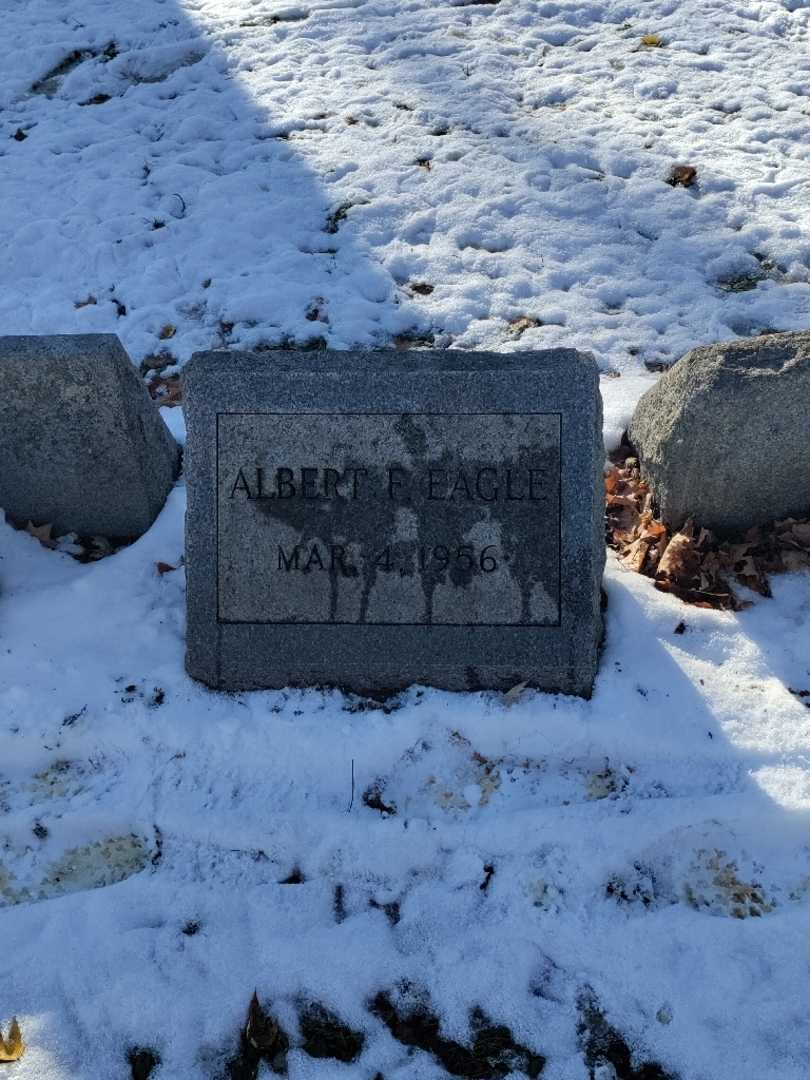 ALBERT F. EAGLE
MAR. 4, 1956